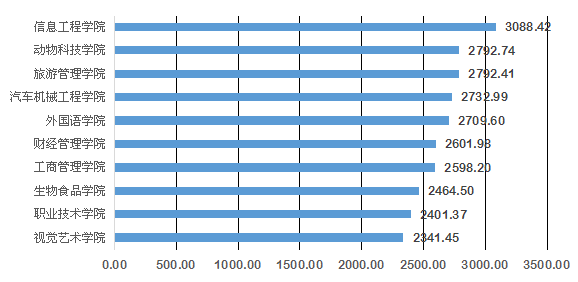 信息工程学院 3088.42
动物科技学院 2792.74
旅游管理学院 2792.41
汽车机械工程学院 2732.99
外国语学院 2709.60
财经管理学院 2601.98
工商管理学院 2598.20
生物食品学院 2464.50
职业技术学院 2401.37
视觉艺术学院 2341.45
0.00 500.00 1000.00 1500.00 2000.00 2500.00 3000.00 3500.00